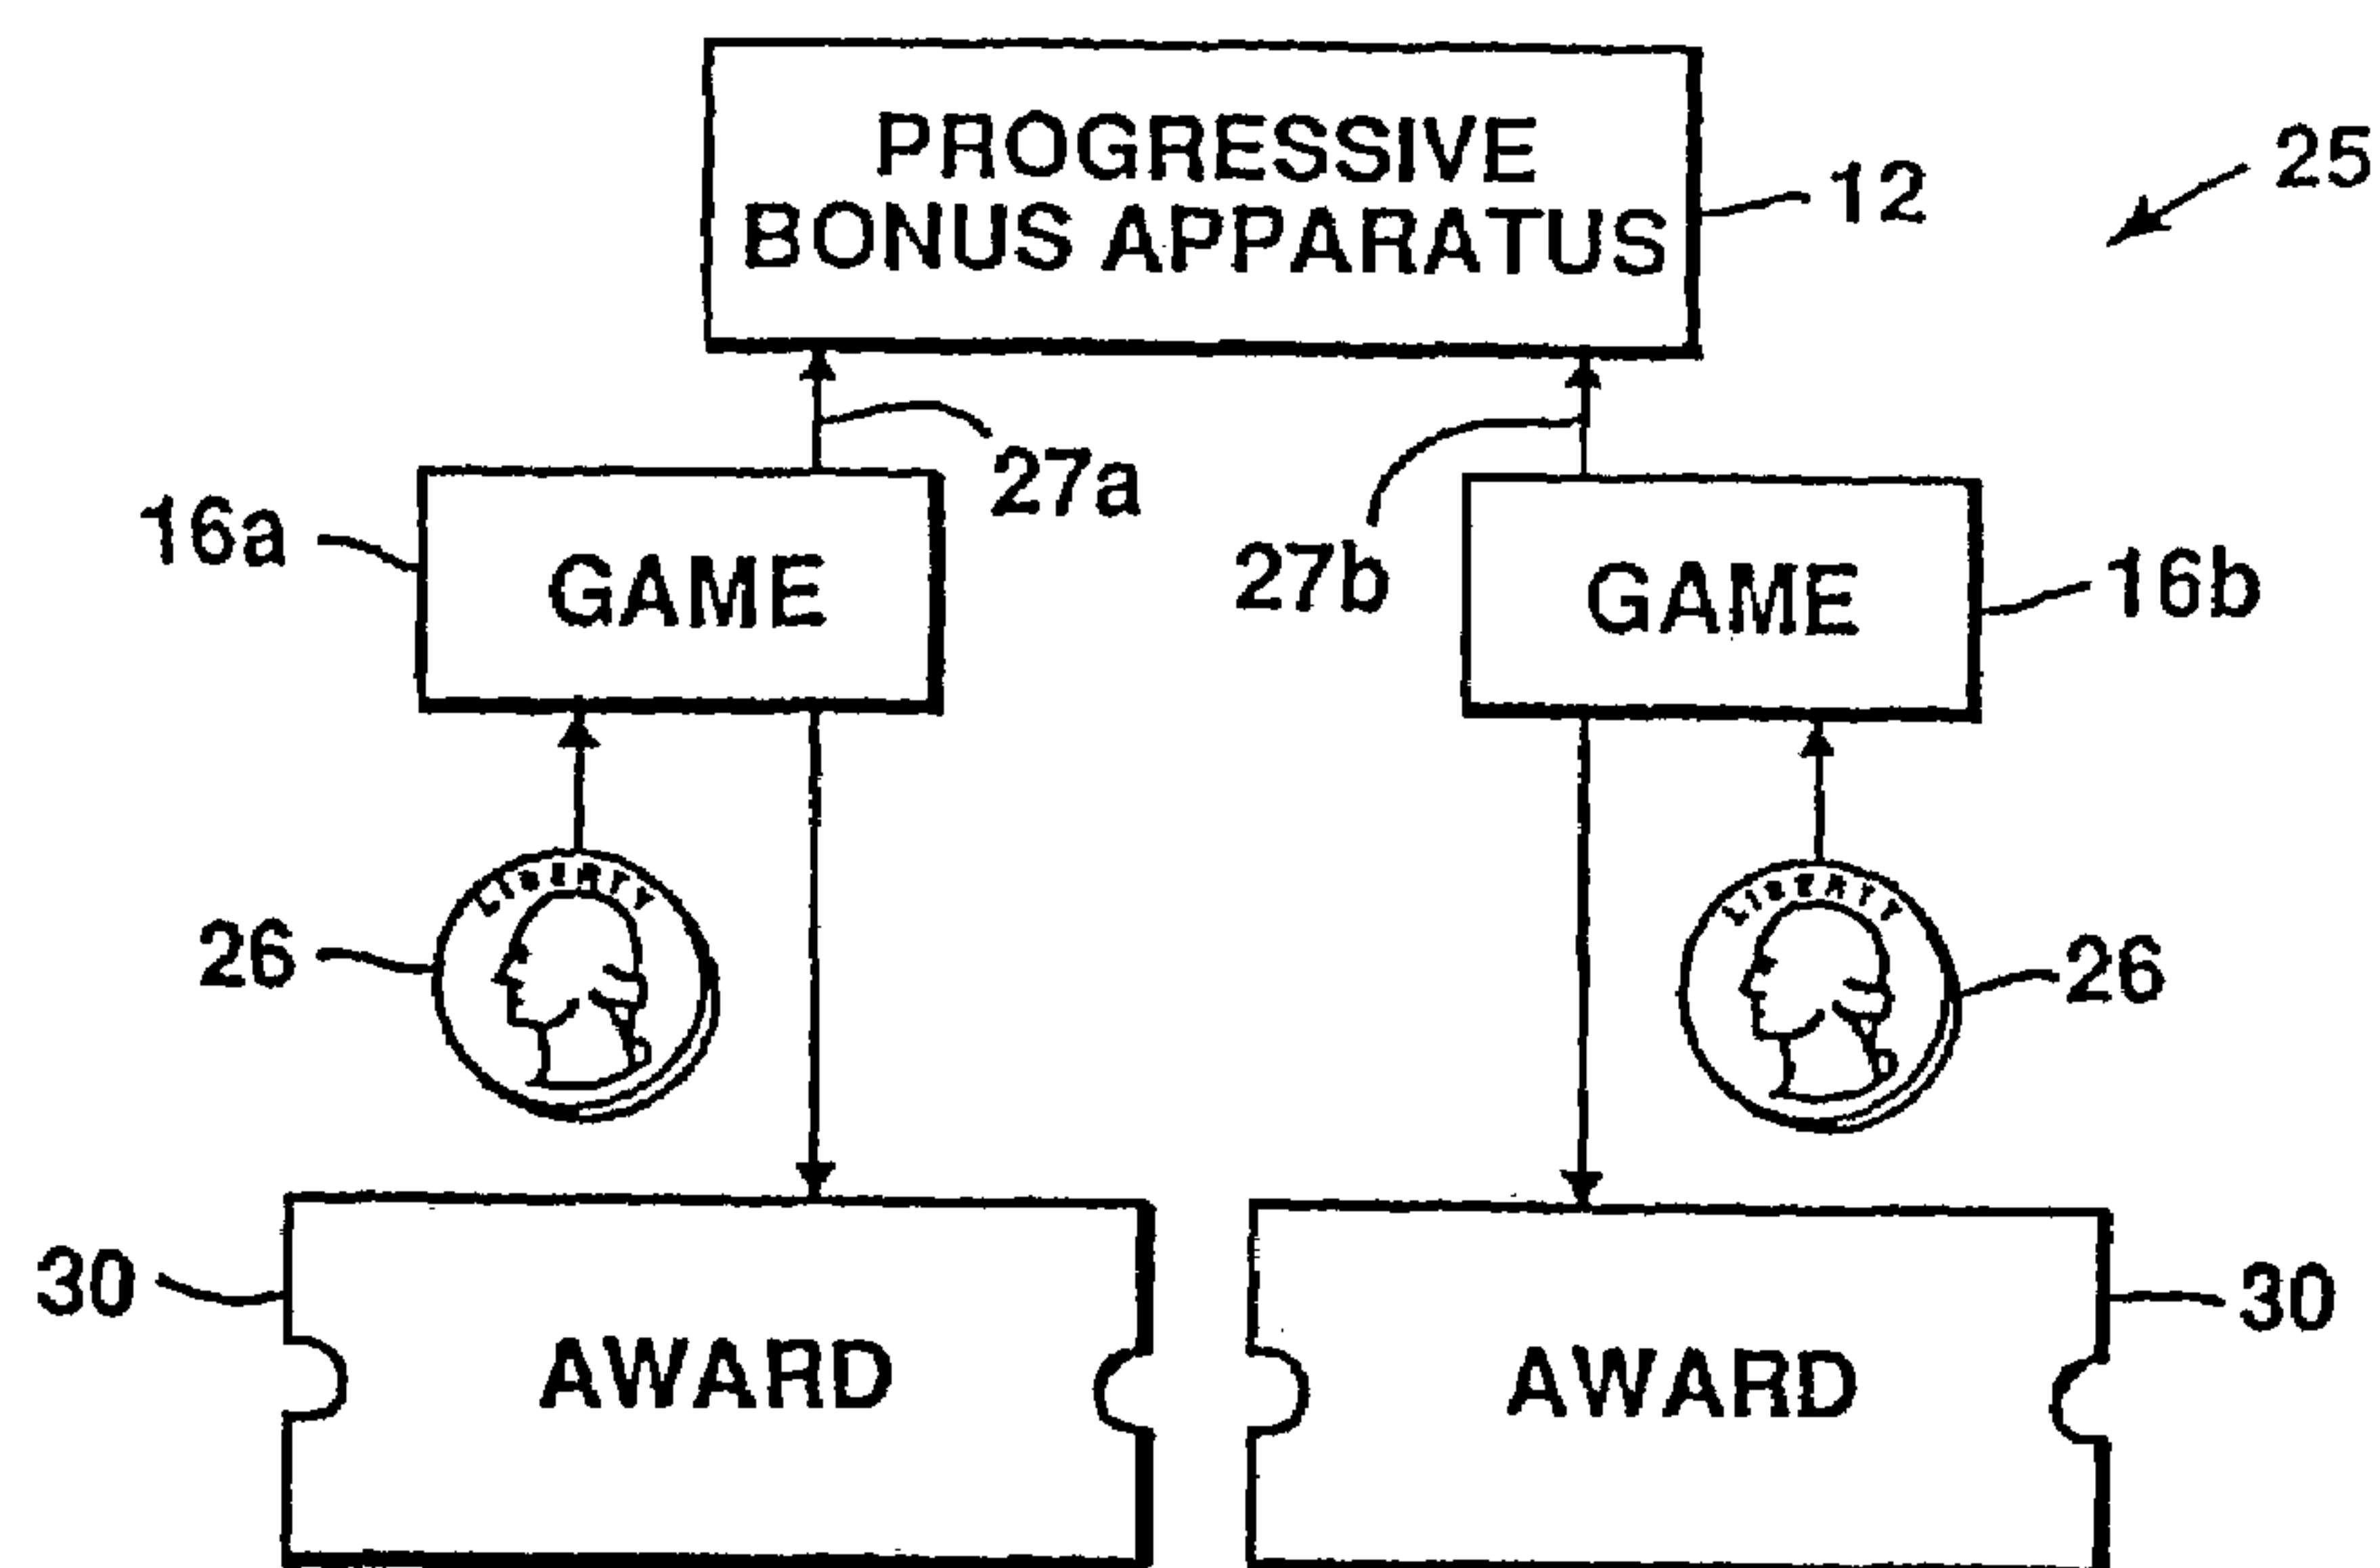 PROGRESSIVE
BONUS APPARATUS
12
25
27a
16a
GAME
27b
GAME
16b
LIBERTY
LIBERTY
26
26
30
AWARD
AWARD
30